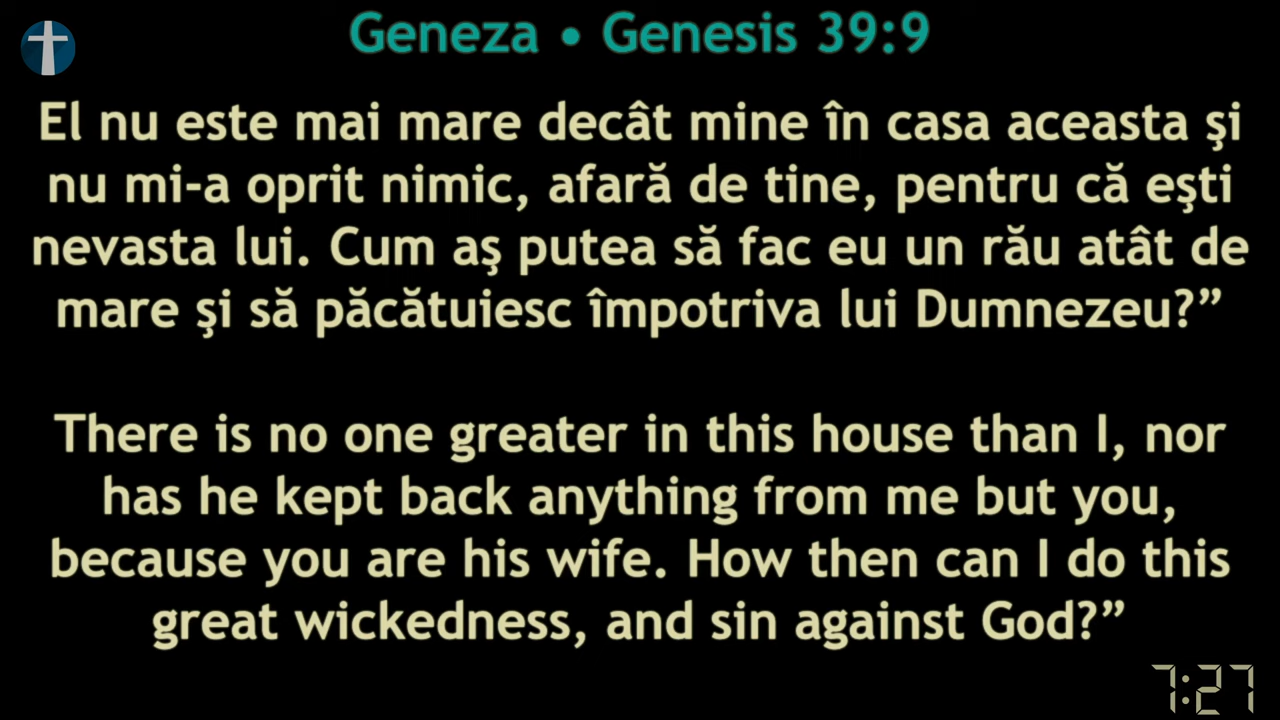 Geneza • Genesis 39:9
El nu este mai mare decât mine în casa aceasta şi
nu mi-a oprit nimic, afară de tine, pentru că eşti
nevasta lui. Cum aş putea să fac eu un rău atât de
mare şi să păcătuiesc împotriva lui Dumnezeu?”
There is no one greater in this house than I, nor
has he kept back anything from me but you,
because you are his wife. How then can I do this
great wickedness, and sin against God?”
7:27